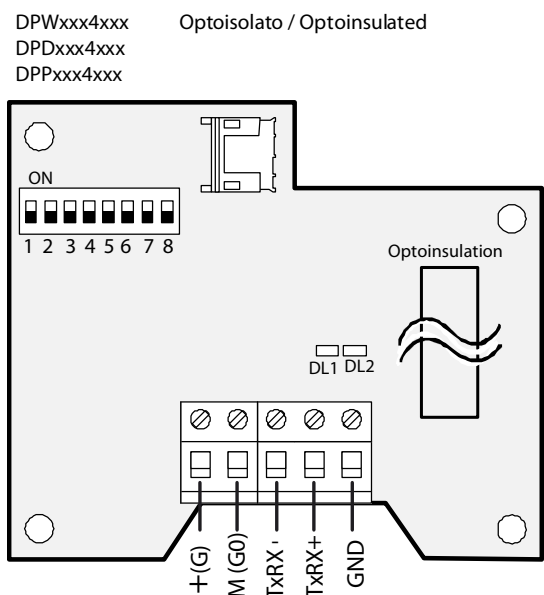 DPWxxx4xxx Optoisolato / Optoinsulated
DPDxxx4xxx
DPPxxx4xxx
ON
1 2 3 4 5 6 7 8
Optoinsulation
DL1 DL2
+(G)
M (G0)
TxRX -
TxRX+
GND